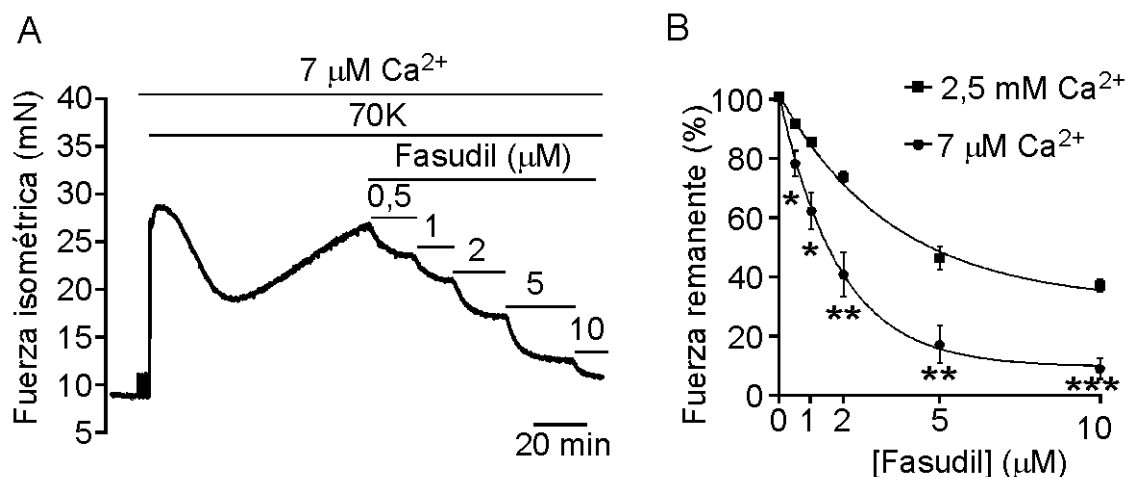 A
7 μM Ca²⁺
70K
Fasudil (μM)
0,5
1
2
5
10
40
35
30
25
20
15
10
5
Fuerza isométrica (mN)
20 min
B
2,5 mM Ca²⁺
7 μM Ca²⁺
100
80
60
40
20
0
Fuerza remanente (%)
*
*
**
**
***
0 1 2 5 10
[Fasudil] (μM)